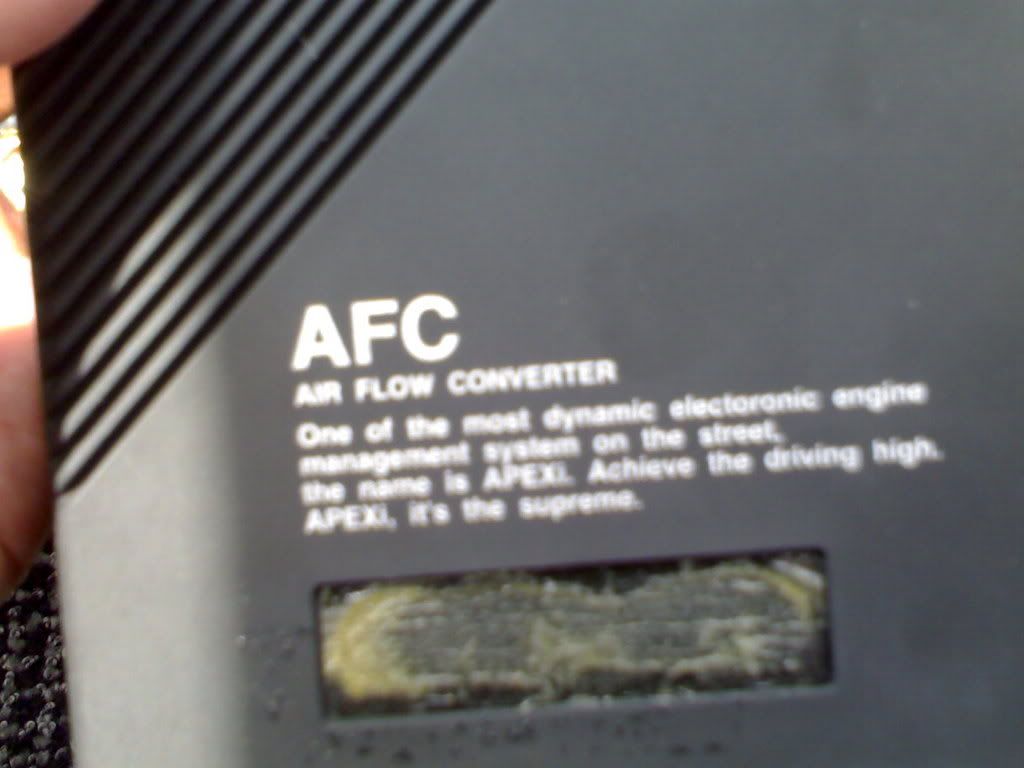 AFC
AIR FLOW CONVERTER
One of the most dynamic electoronic engine
management system on the street,
the name is APEXi. Achieve the driving high.
APEXi, it's the supreme.